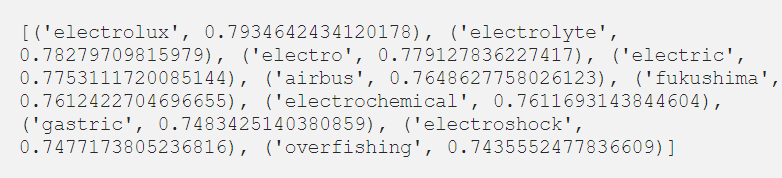 [('electrolux', 0.7934642434120178), ('electrolyte',
0.78279709815979), ('electro', 0.779127836227417), ('electric',
0.7753111720085144), ('airbus', 0.7648627758026123), ('fukushima',
0.7612422704696655), ('electrochemical', 0.7611693143844604),
('gastric', 0.7483425140380859), ('electroshock',
0.7477173805236816), ('overfishing', 0.7435552477836609)]